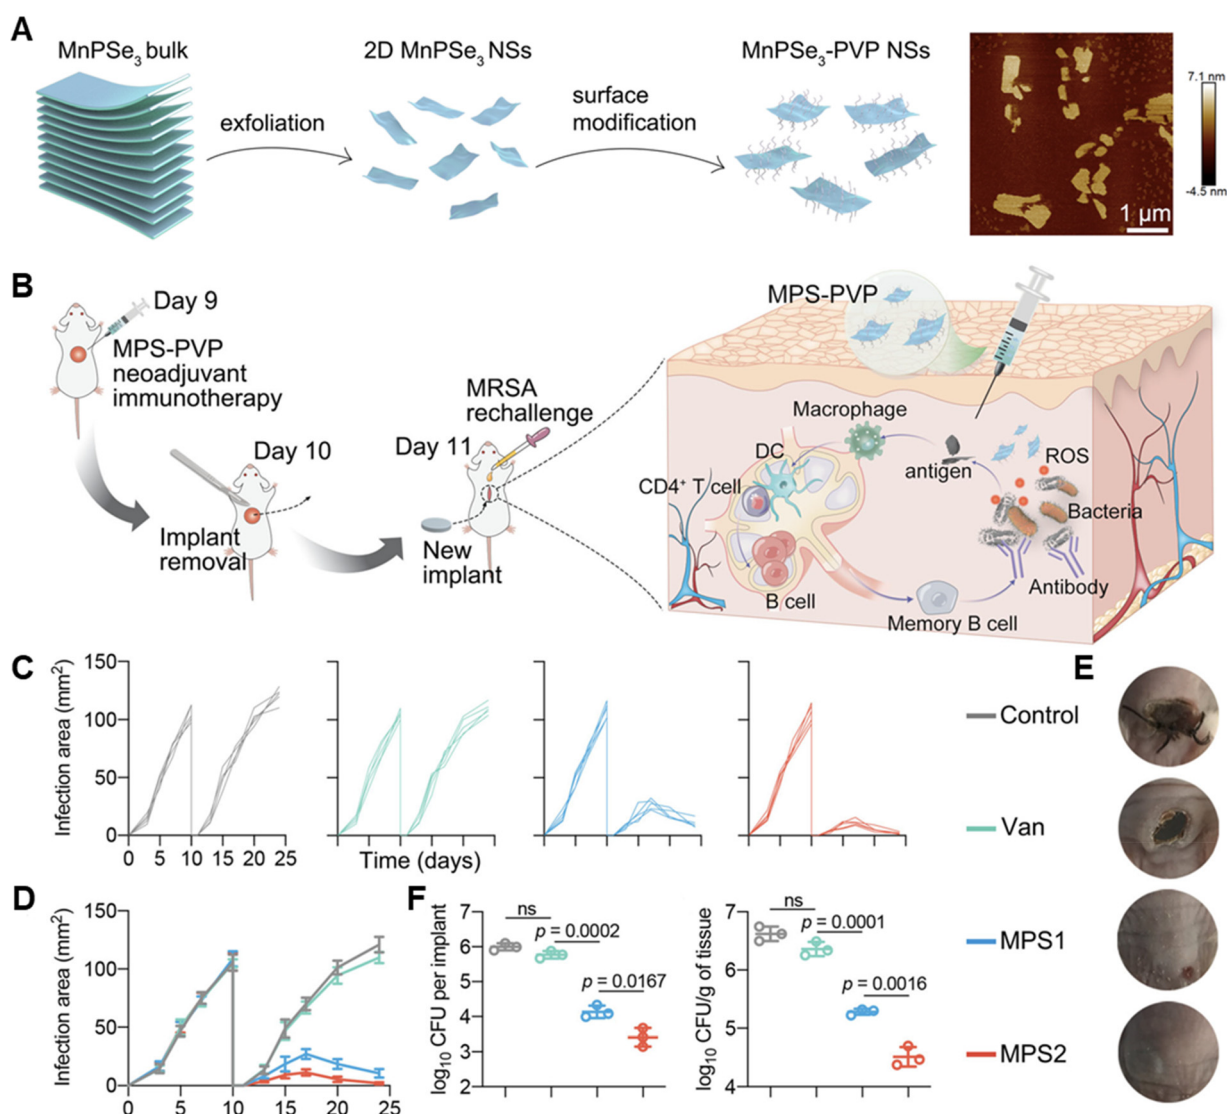 A
MnPSe3 bulk
exfoliation
2D MnPSe3 NSs
surface
modification
MnPSe3-PVP NSs
7.1 nm
-4.5 nm
1 µm
B
Day 9
MPS-PVP
neoadjuvant
immunotherapy
Day 10
Implant
removal
MRSA
rechallenge
Day 11
New
implant
MPS-PVP
Macrophage
DC
CD4+ T cell
antigen
ROS
Bacteria
Antibody
B cell
Memory B cell
C
Infection area (mm2)
150
100
50
0
0 5 10 15 20 25
Time (days)
Control
Van
MPS1
MPS2
E
D
Infection area (mm2)
150
100
50
0
0 5 10 15 20 25
F
log10 CFU per implant
7
6
5
4
3
2
ns
p = 0.0002
p = 0.0167
log10 CFU/g of tissue
7
6
5
4
ns
p = 0.0001
p = 0.0016